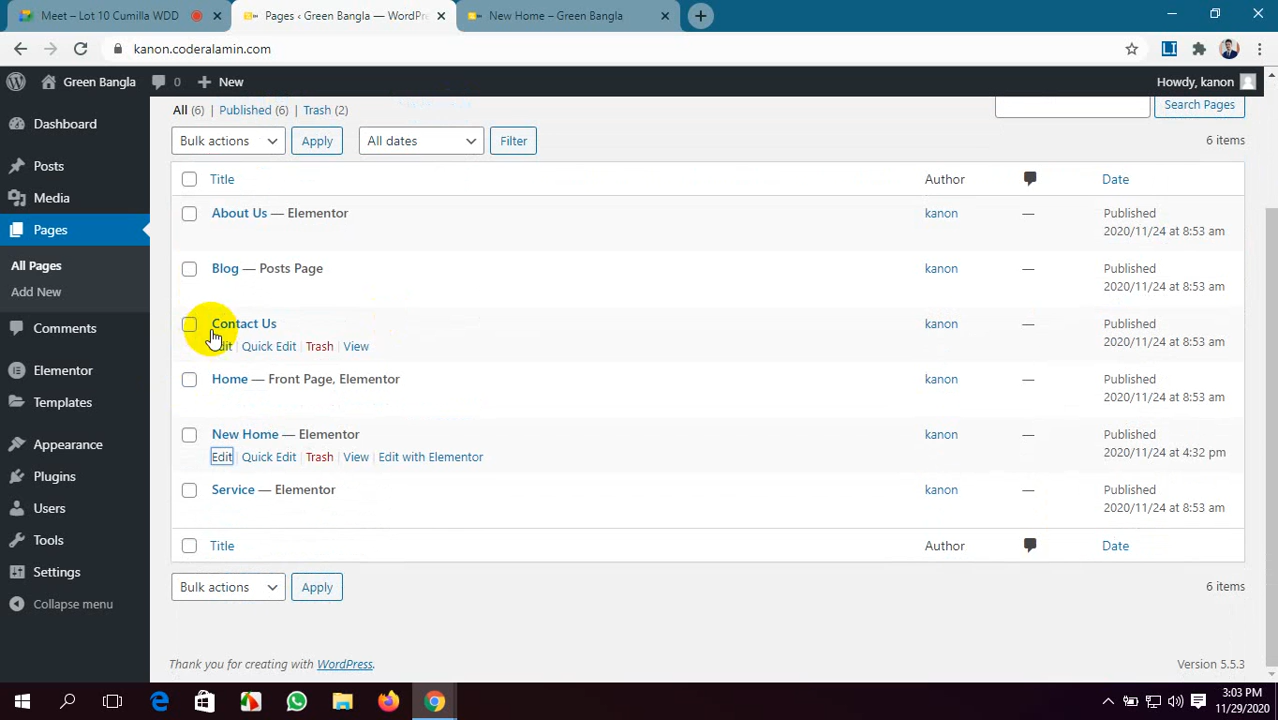 Meet – Lot 10 Cumilla WDD
Pages ‹ Green Bangla — WordPre
New Home – Green Bangla
kanon.coderalamin.com
Green Bangla
0
New
Howdy, kanon
All (6) | Published (6) | Trash (2)
Search Pages
Bulk actions
Apply
All dates
Filter
6 items
Dashboard
Posts
Media
Pages
All Pages
Add New
Comments
Elementor
Templates
Appearance
Plugins
Users
Tools
Settings
Collapse menu
Title
Author
Date
About Us — Elementor
kanon
—
Published
2020/11/24 at 8:53 am
Blog — Posts Page
kanon
—
Published
2020/11/24 at 8:53 am
Contact Us
Edit | Quick Edit | Trash | View
kanon
—
Published
2020/11/24 at 8:53 am
Home — Front Page, Elementor
kanon
—
Published
2020/11/24 at 8:53 am
New Home — Elementor
Edit | Quick Edit | Trash | View | Edit with Elementor
kanon
—
Published
2020/11/24 at 4:32 pm
Service — Elementor
kanon
—
Published
2020/11/24 at 8:53 am
Title
Author
Date
Bulk actions
Apply
6 items
Thank you for creating with WordPress.
Version 5.5.3
3:03 PM
11/29/2020